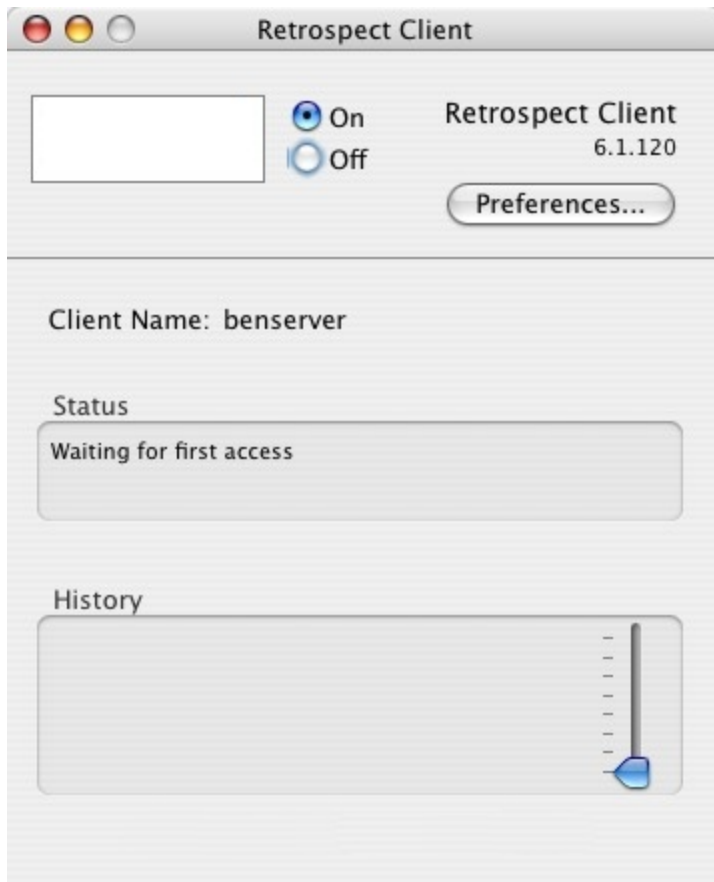 Retrospect Client
On
Off
Retrospect Client
6.1.120
Preferences...
Client Name: benserver
Status
Waiting for first access
History